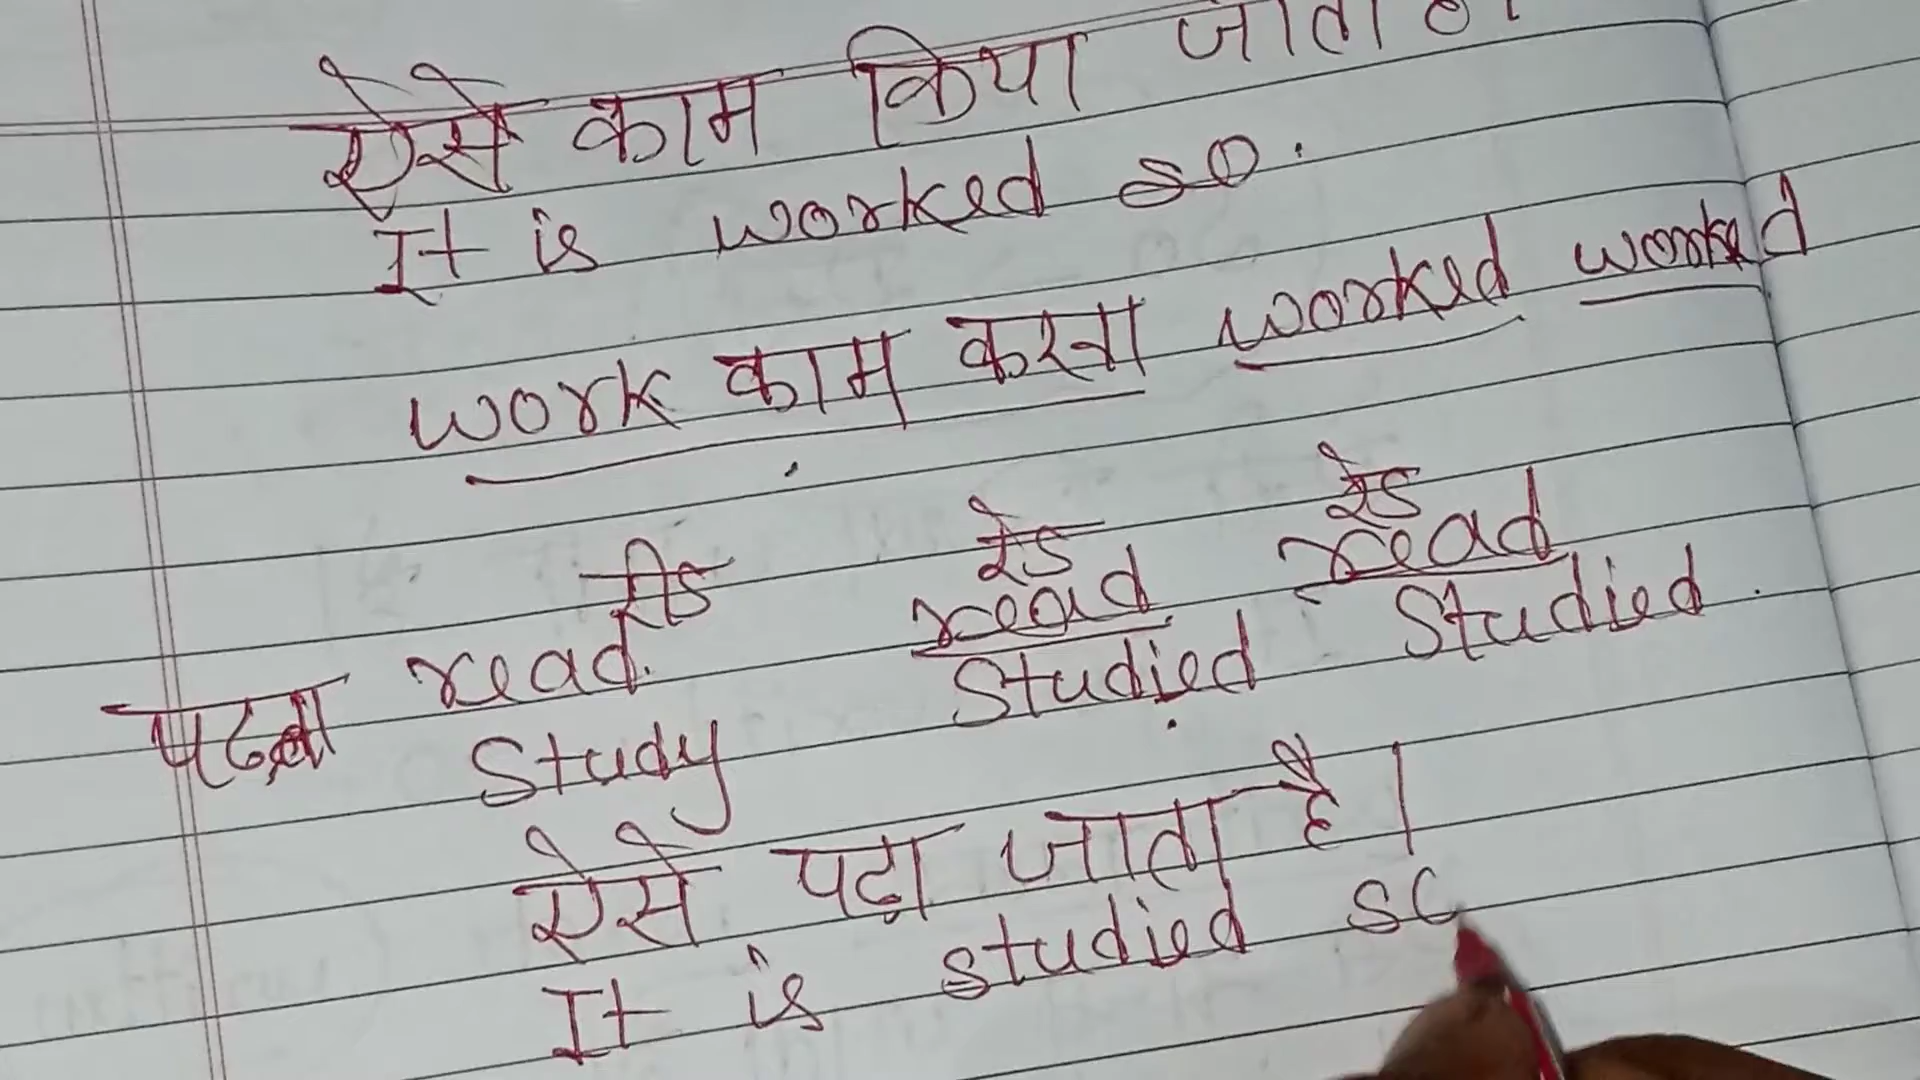 ऐसे काम किया जाता है।
It is worked so.
work काम करना worked worked
रीड रेड रेड
पढ़ना read. read read
Study Studied Studied.
ऐसे पढ़ा जाता है।
It is studied so